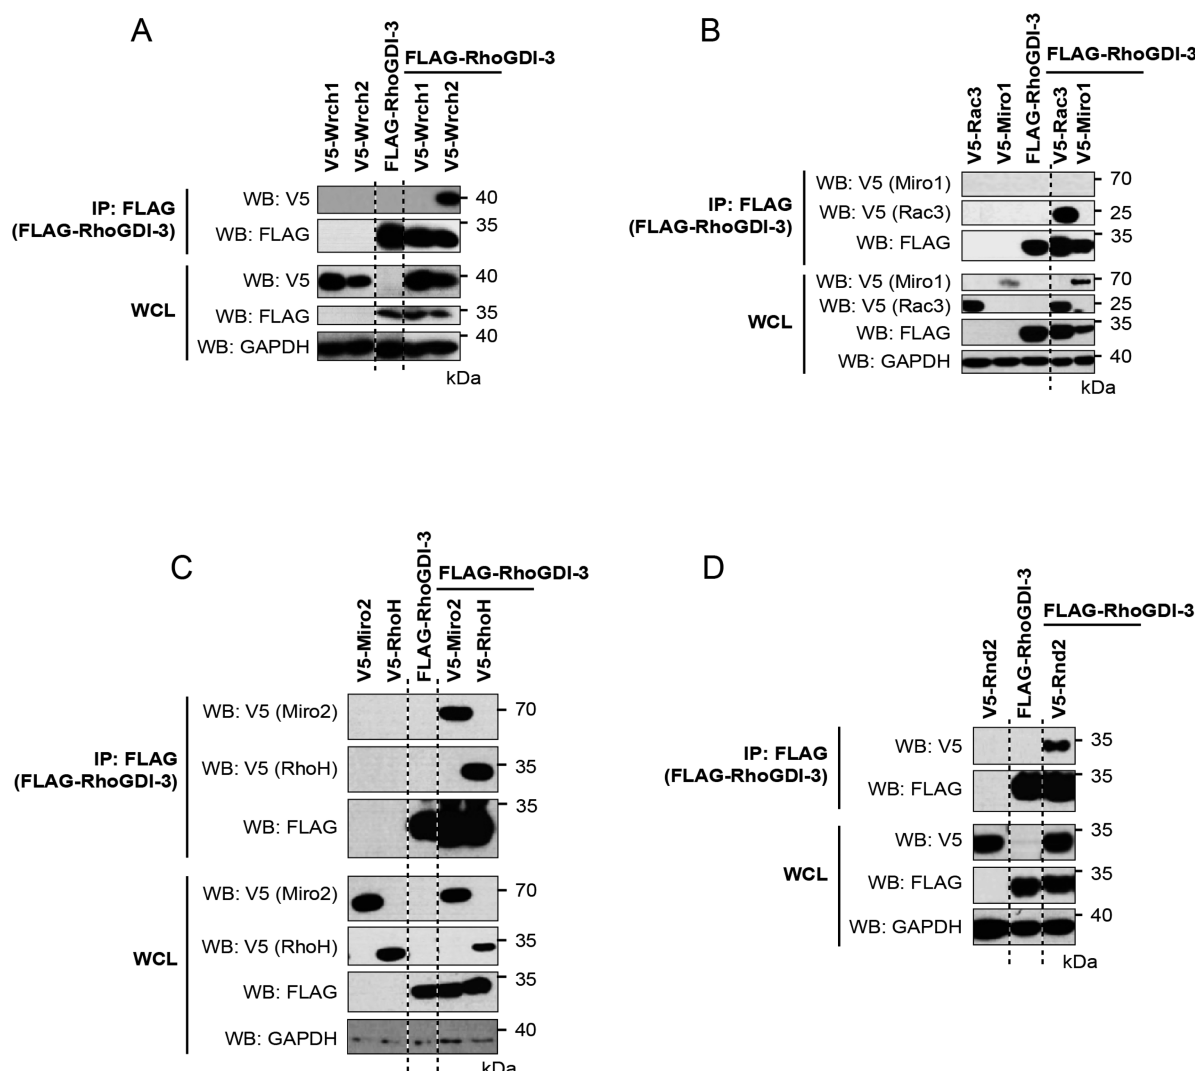 A
FLAG-RhoGDI-3
FLAG-RhoGDI-3
V5-Wrch1
V5-Wrch2
V5-Wrch1
V5-Wrch2
IP: FLAG
(FLAG-RhoGDI-3)
WB: V5
40
WB: FLAG
35
WCL
WB: V5
40
WB: FLAG
35
WB: GAPDH
40
kDa
B
FLAG-RhoGDI-3
FLAG-RhoGDI-3
V5-Rac3
V5-Miro1
V5-Rac3
V5-Miro1
IP: FLAG
(FLAG-RhoGDI-3)
WB: V5 (Miro1)
70
WB: V5 (Rac3)
25
WB: FLAG
35
WCL
WB: V5 (Miro1)
70
WB: V5 (Rac3)
25
WB: FLAG
35
WB: GAPDH
40
kDa
C
FLAG-RhoGDI-3
FLAG-RhoGDI-3
V5-Miro2
V5-RhoH
V5-Miro2
V5-RhoH
IP: FLAG
(FLAG-RhoGDI-3)
WB: V5 (Miro2)
70
WB: V5 (RhoH)
35
WB: FLAG
35
WCL
WB: V5 (Miro2)
70
WB: V5 (RhoH)
35
WB: FLAG
35
WB: GAPDH
40
kDa
D
FLAG-RhoGDI-3
FLAG-RhoGDI-3
V5-Rnd2
V5-Rnd2
IP: FLAG
(FLAG-RhoGDI-3)
WB: V5
35
WB: FLAG
35
WCL
WB: V5
35
WB: FLAG
35
WB: GAPDH
40
kDa